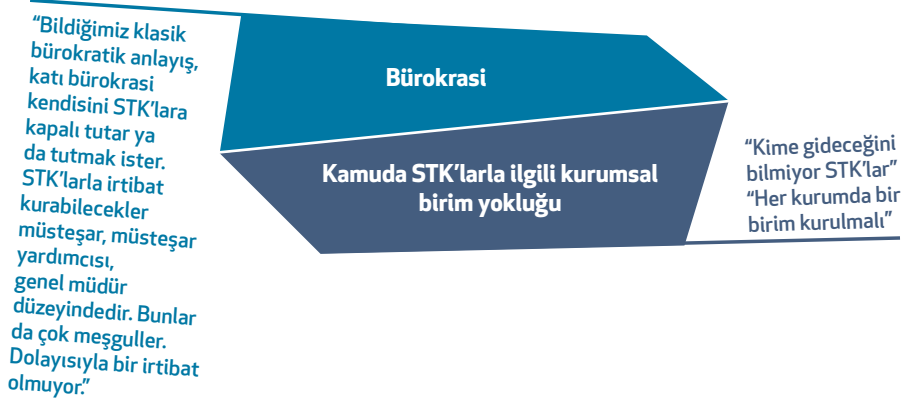 “Bildiğimiz klasik
bürokratik anlayış,
katı bürokrasi
kendisini STK’lara
kapalı tutar ya
da tutmak ister.
STK’larla irtibat
kurabilecekler
müsteşar, müsteşar
yardımcısı,
genel müdür
düzeyindedir. Bunlar
da çok meşguller.
Dolayısıyla bir irtibat
olmuyor.”
Bürokrasi
Kamuda STK’larla ilgili kurumsal
birim yokluğu
“Kime gideceğini
bilmiyor STK’lar”
“Her kurumda bir
birim kurulmalı”